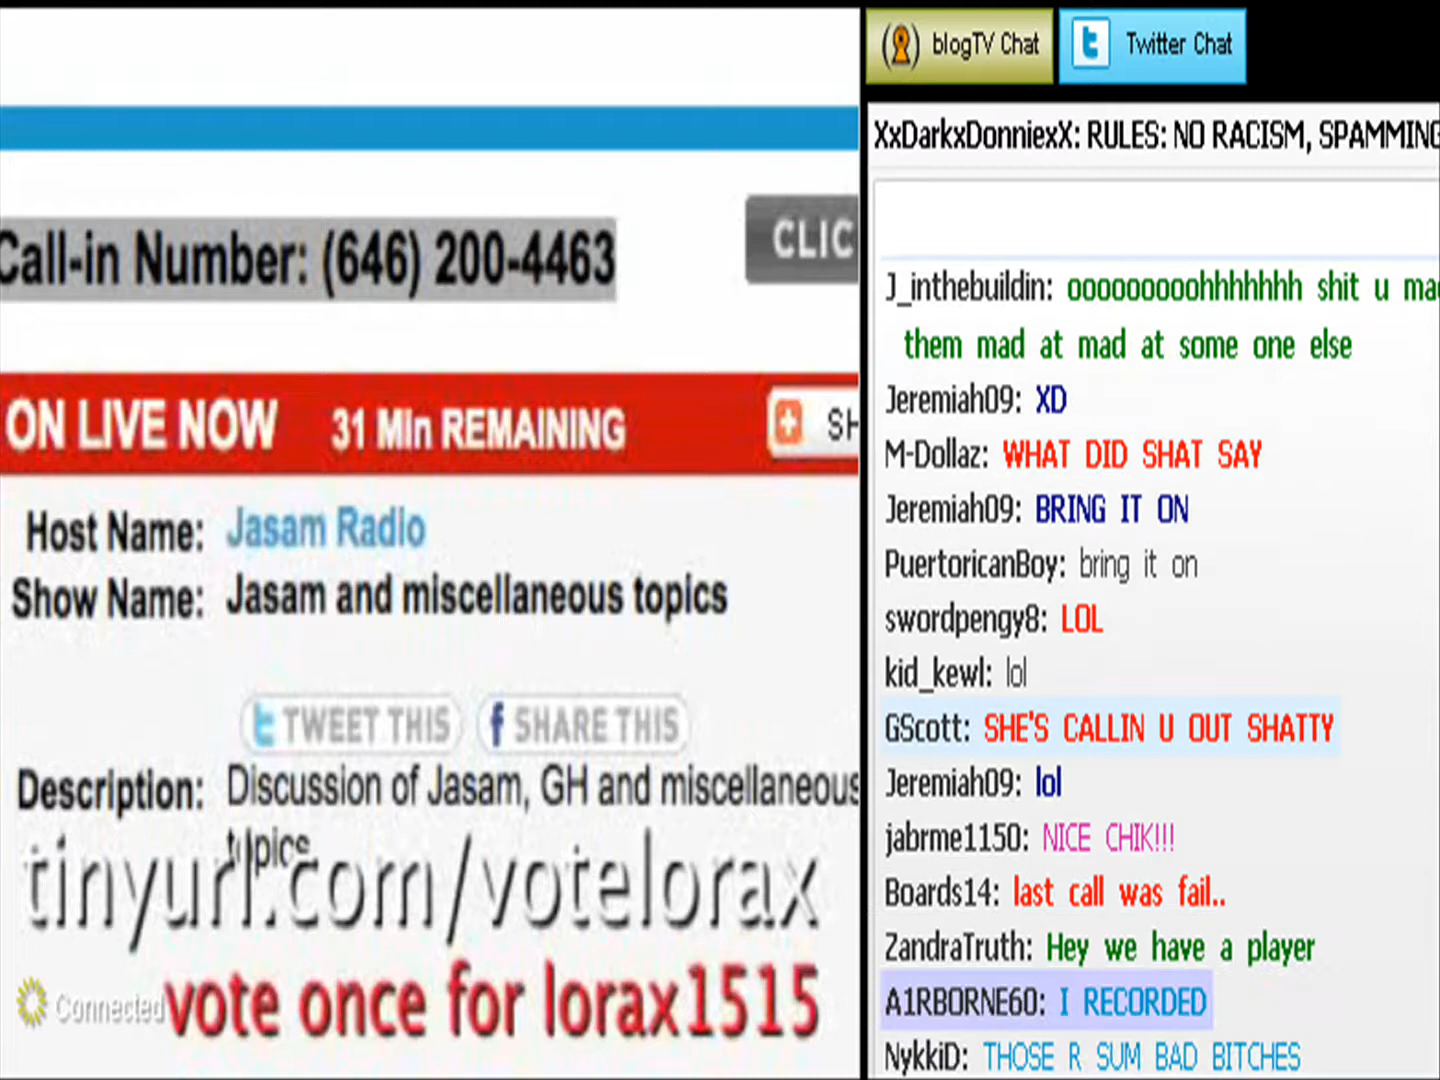 blogTV Chat
Twitter Chat
XxDarkxDonniexX: RULES: NO RACISM, SPAMMING
Call-in Number: (646) 200-4463
CLIC
ON LIVE NOW 31 Min REMAINING
SH
Host Name: Jasam Radio
Show Name: Jasam and miscellaneous topics
TWEET THIS
f SHARE THIS
Description: Discussion of Jasam, GH and miscellaneous
topics
tinyurl.com/votelorax
Connected
vote once for lorax1515
J_inthebuildin: ooooooooohhhhhhh shit u mad
them mad at mad at some one else
Jeremiah09: XD
M-Dollaz: WHAT DID SHAT SAY
Jeremiah09: BRING IT ON
PuertoricanBoy: bring it on
swordpengy8: LOL
kid_kewl: lol
GScott: SHE'S CALLIN U OUT SHATTY
Jeremiah09: lol
jabrme1150: NICE CHIK!!!
Boards14: last call was fail..
ZandraTruth: Hey we have a player
A1RBORNE60: I RECORDED
NykkiD: THOSE R SUM BAD BITCHES